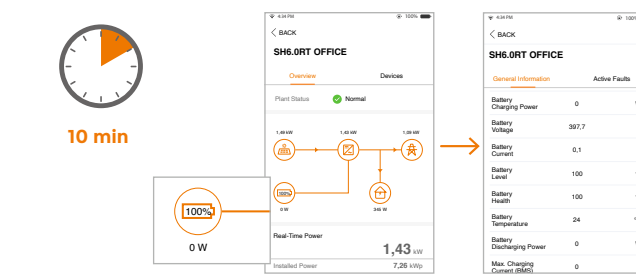 10 min
4:34 PM
100%
BACK
SH6.0RT OFFICE
Overview Devices
Plant Status Normal
1,49 kW 1,43 kW 1,09 kW
100%
0 W 345 W
100%
0 W
Real-Time Power
1,43 kW
Installed Power 7,26 kWp
4:34 PM
100%
BACK
SH6.0RT OFFICE
General Information Active Faults
Battery
Charging Power 0
Battery
Voltage 397,7
Battery
Current 0,1
Battery
Level 100
Battery
Health 100
Battery
Temperature 24
Battery
Discharging Power 0
Max. Charging
Current (BMS) 0